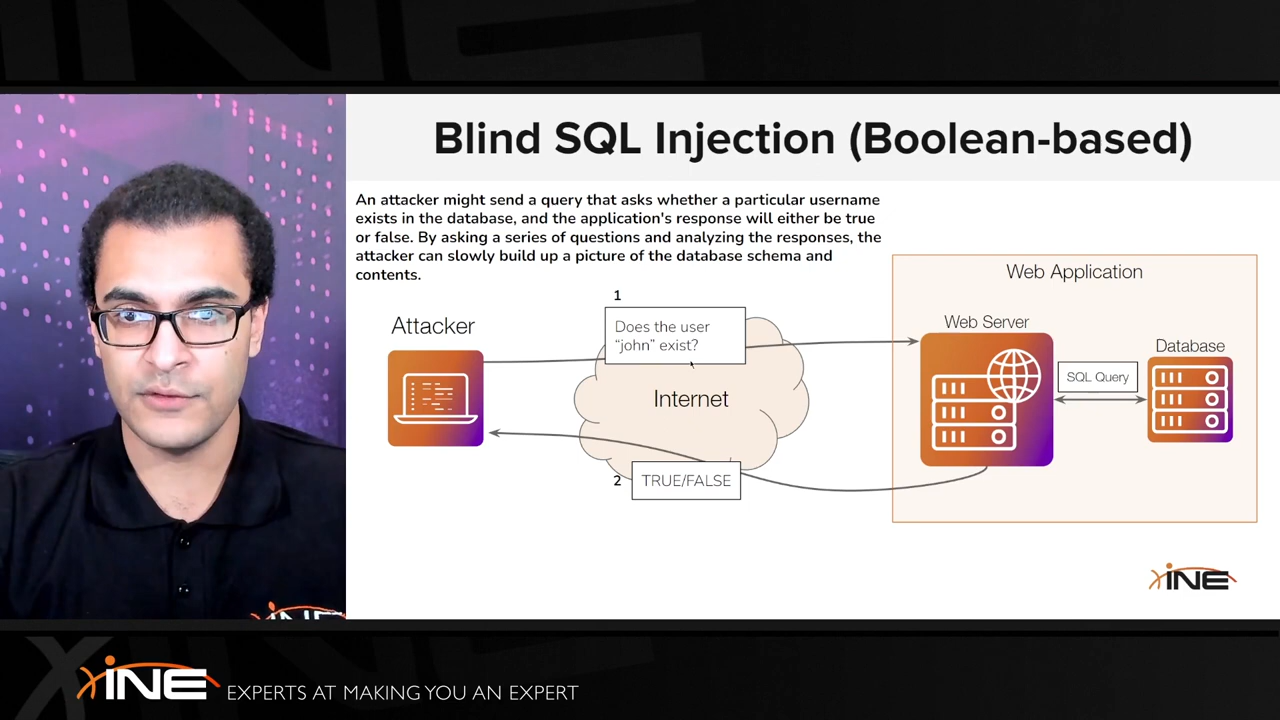 Blind SQL Injection (Boolean-based)
An attacker might send a query that asks whether a particular username
exists in the database, and the application's response will either be true
or false. By asking a series of questions and analyzing the responses, the
attacker can slowly build up a picture of the database schema and
contents.
Web Application
1
Attacker
Does the user
“john” exist?
Web Server
Database
SQL Query
Internet
2
TRUE/FALSE
INE
INE
INE
EXPERTS AT MAKING YOU AN EXPERT